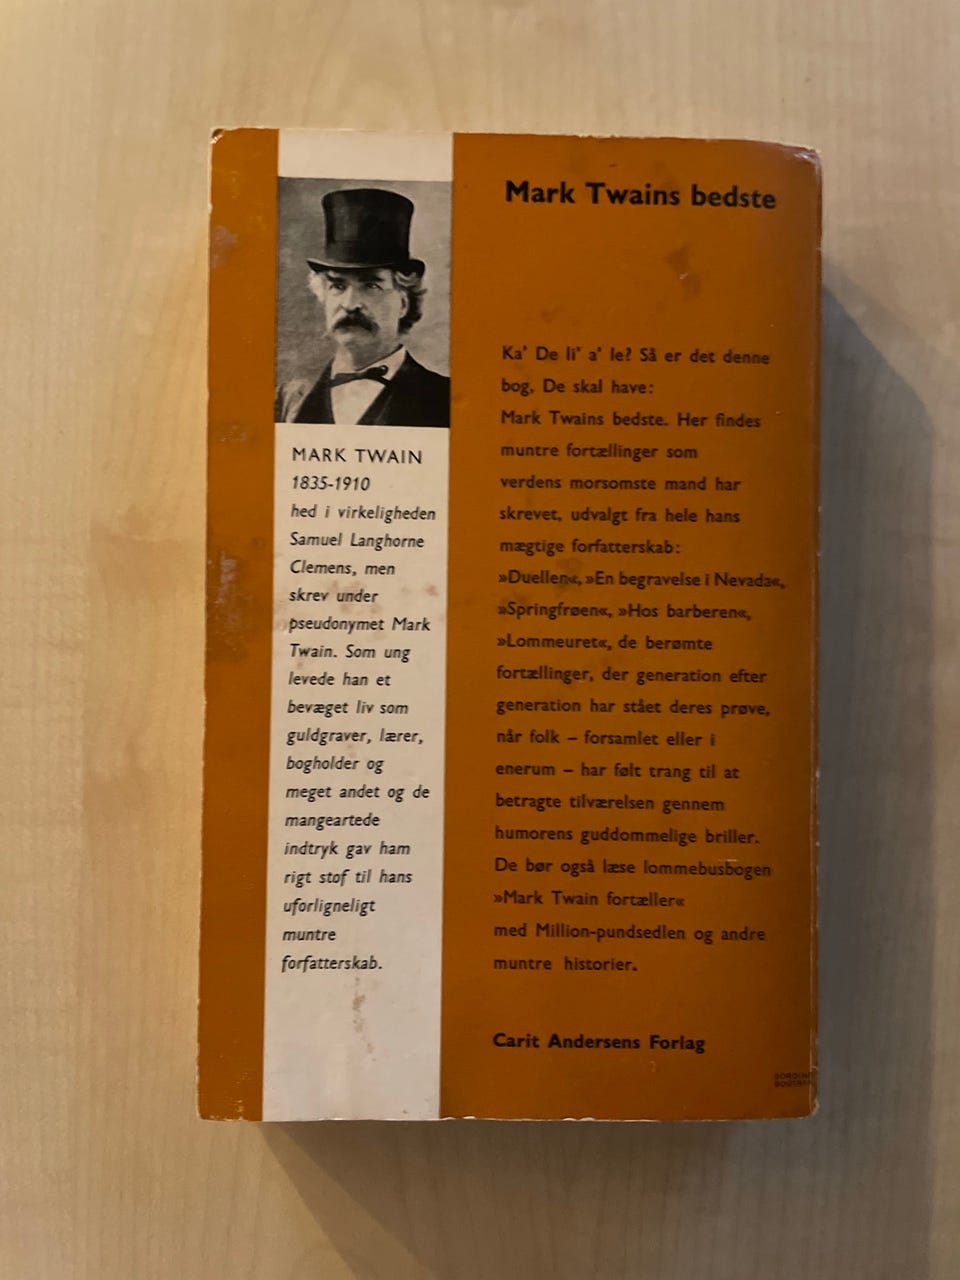 MARK TWAIN
1835-1910
hed i virkeligheden
Samuel Langhorne
Clemens, men
skrev under
pseudonymet Mark
Twain. Som ung
levede han et
bevæget liv som
guldgraver, lærer,
bogholder og
meget andet og de
mangeartede
indtryk gav ham
rigt stof til hans
uforligneligt
muntre
forfatterskab.
Mark Twains bedste
Ka' De li' a' le? Så er det denne
bog, De skal have:
Mark Twains bedste. Her findes
muntre fortællinger som
verdens morsomste mand har
skrevet, udvalgt fra hele hans
mægtige forfatterskab:
»Duellen«, »En begravelse i Nevada«,
»Springfrøen«, »Hos barberen«,
»Lommeuret«, de berømte
fortællinger, der generation efter
generation har stået deres prøve,
når folk – forsamlet eller i
enerum – har følt trang til at
betragte tilværelsen gennem
humorens guddommelige briller.
De bør også læse lommebusbogen
»Mark Twain fortæller«
med Million-pundsedlen og andre
muntre historier.
Carit Andersens Forlag